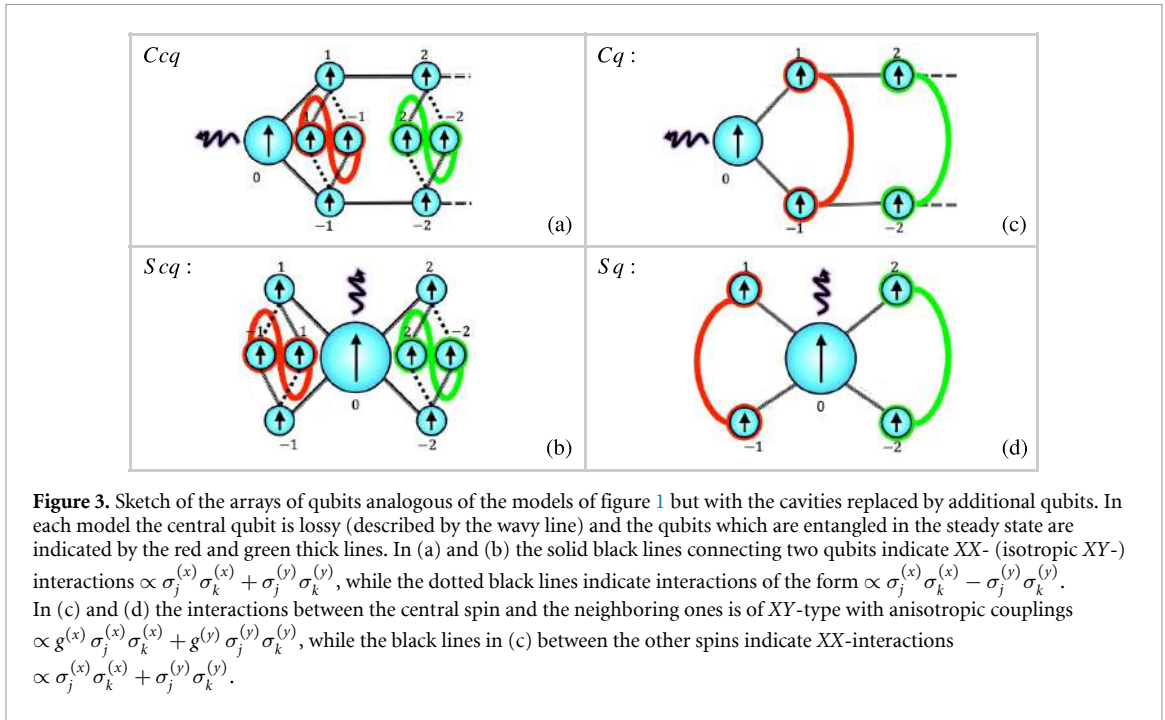 Ccq
1
2
1
−1
2
−2
0
−1
−2
(a)
Cq :
1
2
0
−1
−2
(c)
Scq :
1
2
−1
1
2
−2
0
−1
−2
(b)
Sq :
1
2
0
−1
−2
(d)
Figure 3. Sketch of the arrays of qubits analogous of the models of figure 1 but with the cavities replaced by additional qubits. In
each model the central qubit is lossy (described by the wavy line) and the qubits which are entangled in the steady state are
indicated by the red and green thick lines. In (a) and (b) the solid black lines connecting two qubits indicate XX- (isotropic XY-)
interactions ∝ σ_j^{(x)} σ_k^{(x)} + σ_j^{(y)} σ_k^{(y)}, while the dotted black lines indicate interactions of the form ∝ σ_j^{(x)} σ_k^{(x)} − σ_j^{(y)} σ_k^{(y)}.
In (c) and (d) the interactions between the central spin and the neighboring ones is of XY-type with anisotropic couplings
∝ g^{(x)} σ_j^{(x)} σ_k^{(x)} + g^{(y)} σ_j^{(y)} σ_k^{(y)}, while the black lines in (c) between the other spins indicate XX-interactions
∝ σ_j^{(x)} σ_k^{(x)} + σ_j^{(y)} σ_k^{(y)}.